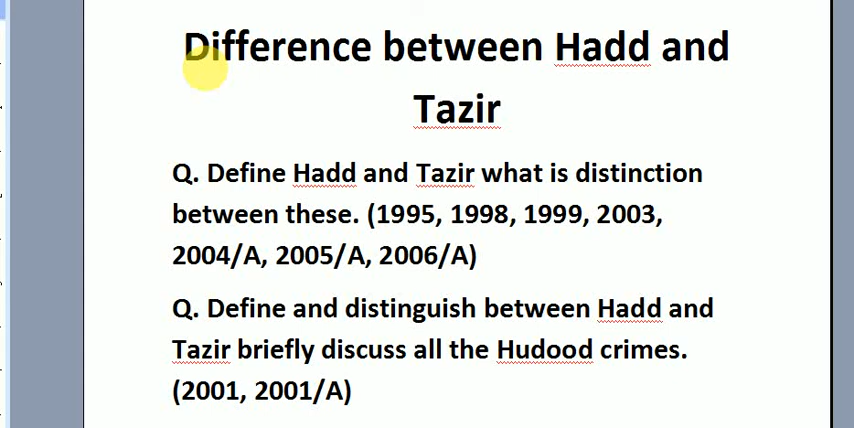 Difference between Hadd and
Tazir
Q. Define Hadd and Tazir what is distinction
between these. (1995, 1998, 1999, 2003,
2004/A, 2005/A, 2006/A)
Q. Define and distinguish between Hadd and
Tazir briefly discuss all the Hudood crimes.
(2001, 2001/A)